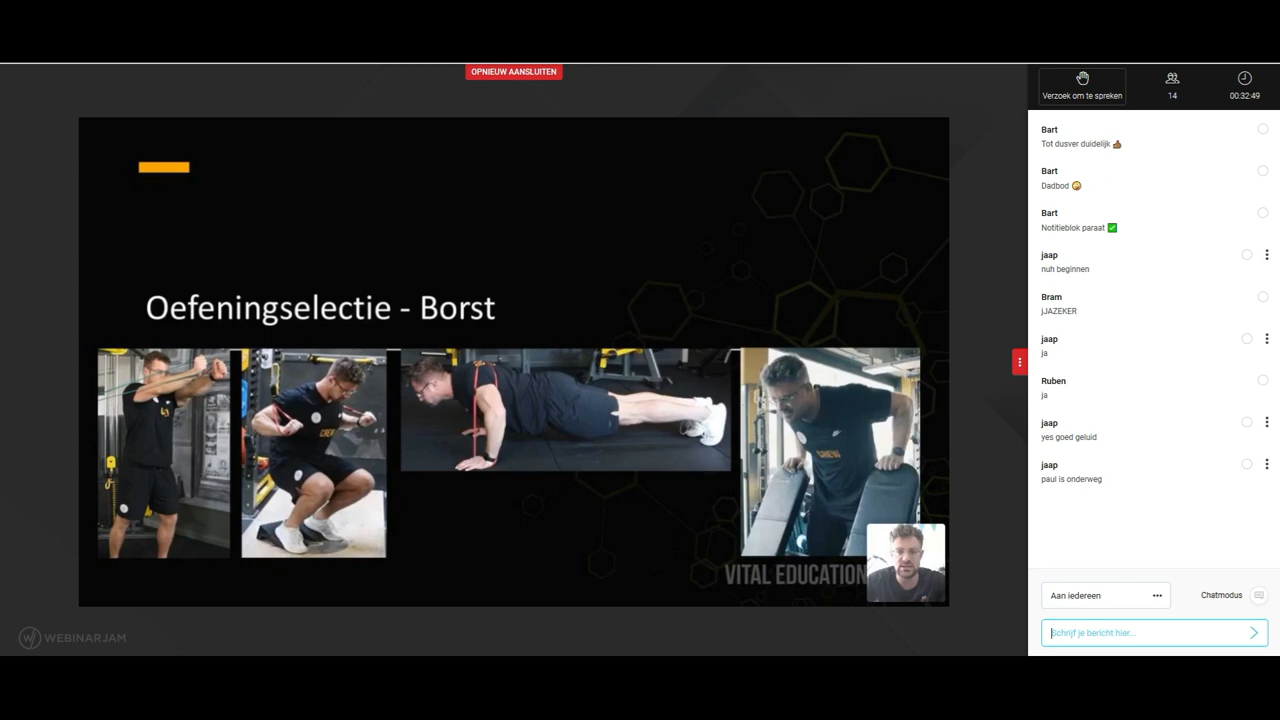 OPNIEUW AANSLUITEN
Verzoek om te spreken
14
00:32:49
Oefeningselectie - Borst
VITAL EDUCATION
WEBINARJAM
Bart
Tot dusver duidelijk 👍🏾
Bart
Dadbod 🤪
Bart
Notitieblok paraat ✅
jaap
nuh beginnen
Bram
jJAZEKER
jaap
ja
Ruben
ja
jaap
yes goed geluid
jaap
paul is onderweg
Aan iedereen
Chatmodus
Schrijf je bericht hier...